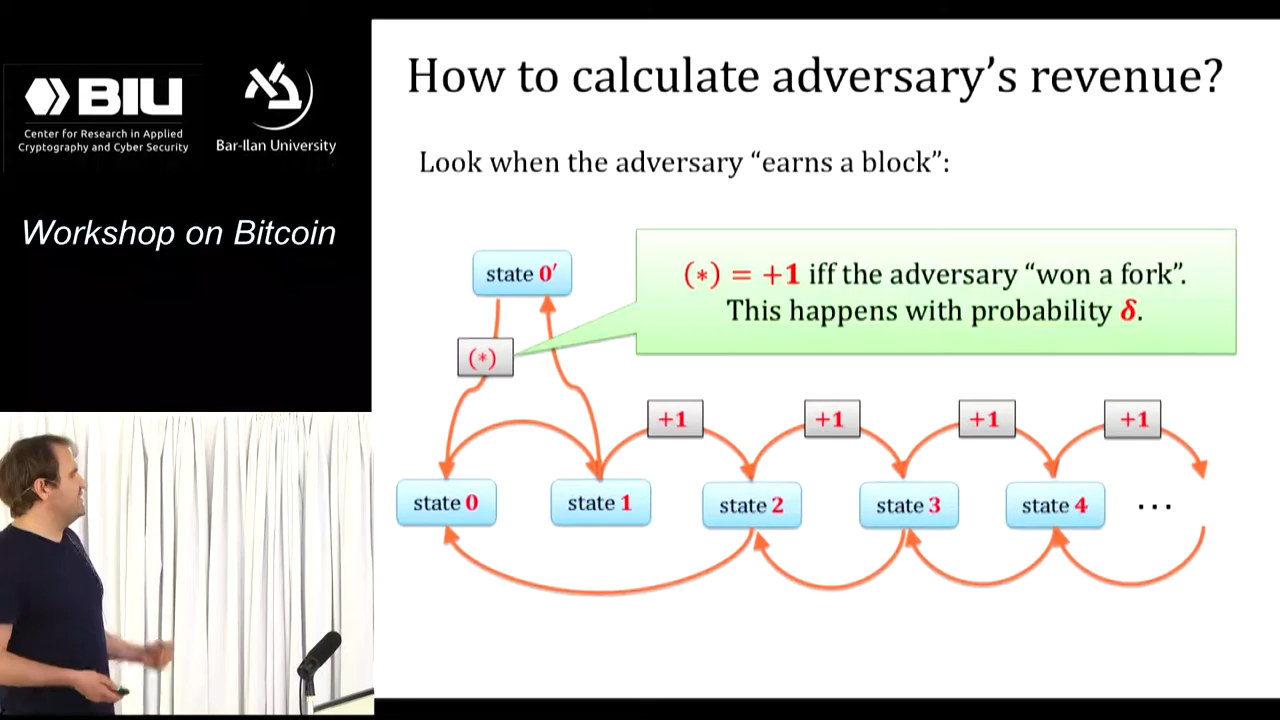 BIU
Center for Research in Applied
Cryptography and Cyber Security
Bar-Ilan University
Workshop on Bitcoin
How to calculate adversary's revenue?
Look when the adversary “earns a block”:
(∗) = +1 iff the adversary “won a fork”.
This happens with probability δ.
state 0′
(∗)
+1
+1
+1
+1
state 0
state 1
state 2
state 3
state 4
...